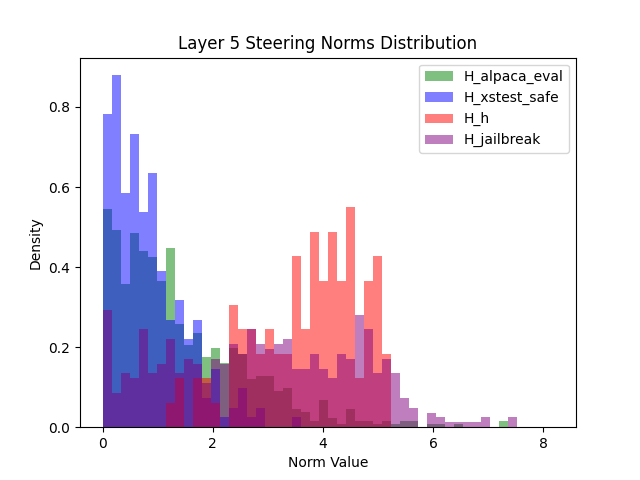 Layer 5 Steering Norms Distribution
H_alpaca_eval
H_xstest_safe
H_h
H_jailbreak
Density
0.8
0.6
0.4
0.2
0.0
0 2 4 6 8
Norm Value